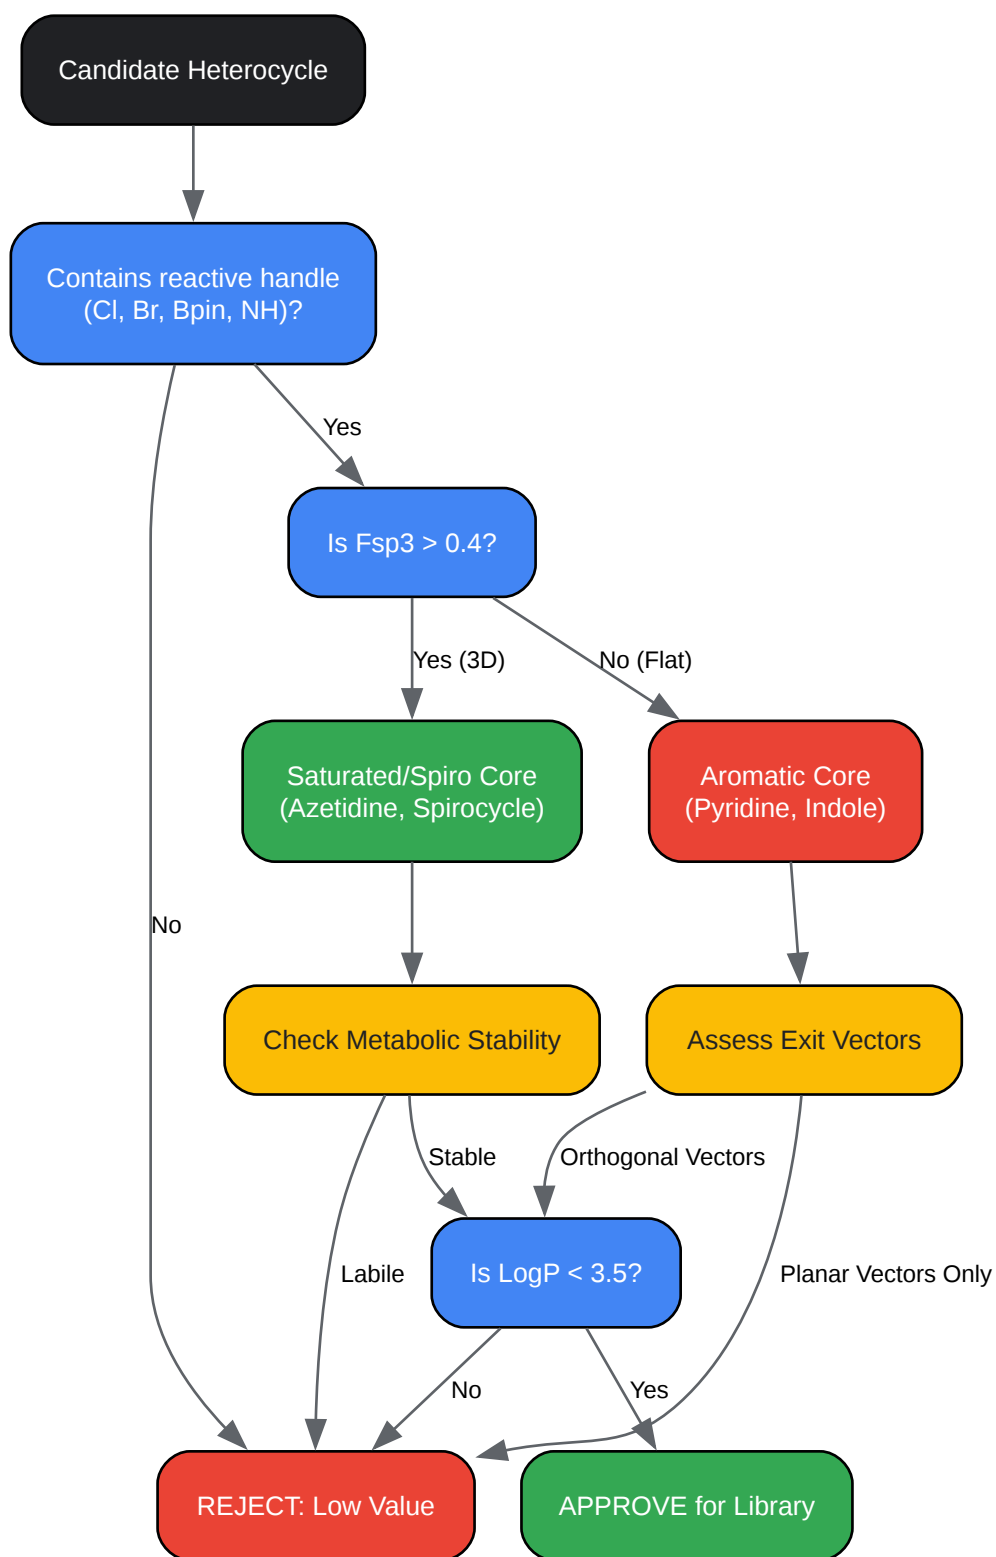 Candidate Heterocycle
Contains reactive handle
(Cl, Br, Bpin, NH)?
Yes
Is Fsp3 > 0.4?
Yes (3D)
No (Flat)
Saturated/Spiro Core
(Azetidine, Spirocycle)
Aromatic Core
(Pyridine, Indole)
No
Check Metabolic Stability
Assess Exit Vectors
Stable
Orthogonal Vectors
Labile
Is LogP < 3.5?
Planar Vectors Only
No
Yes
REJECT: Low Value
APPROVE for Library